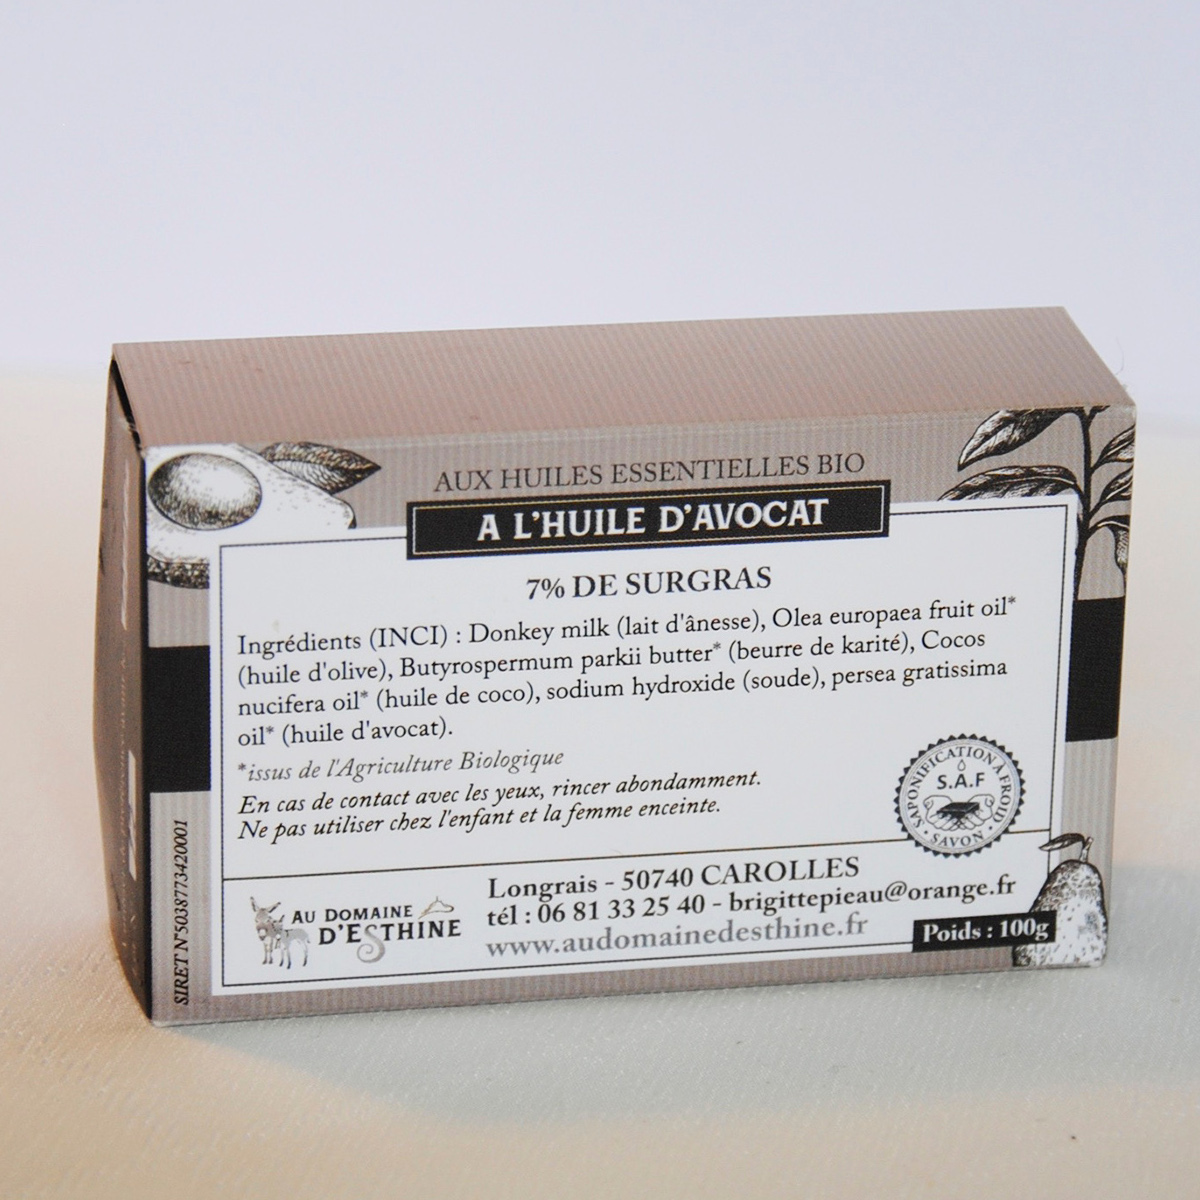 AUX HUILES ESSENTIELLES BIO
A L'HUILE D'AVOCAT
7% DE SURGRAS
Ingrédients (INCI) : Donkey milk (lait d'ânesse), Olea europaea fruit oil*
(huile d'olive), Butyrospermum parkii butter* (beurre de karité), Cocos
nucifera oil* (huile de coco), sodium hydroxide (soude), persea gratissima
oil* (huile d'avocat).
*issus de l'Agriculture Biologique
En cas de contact avec les yeux, rincer abondamment.
Ne pas utiliser chez l'enfant et la femme enceinte.
SAPONIFICATION A FROID
S.A.F
SAVON
AU DOMAINE
D'ESTHINE
Longrais - 50740 CAROLLES
tél : 06 81 33 25 40 - brigittepieau@orange.fr
www.audomainedesthine.fr
Poids : 100g
SIRET N°5038773420001